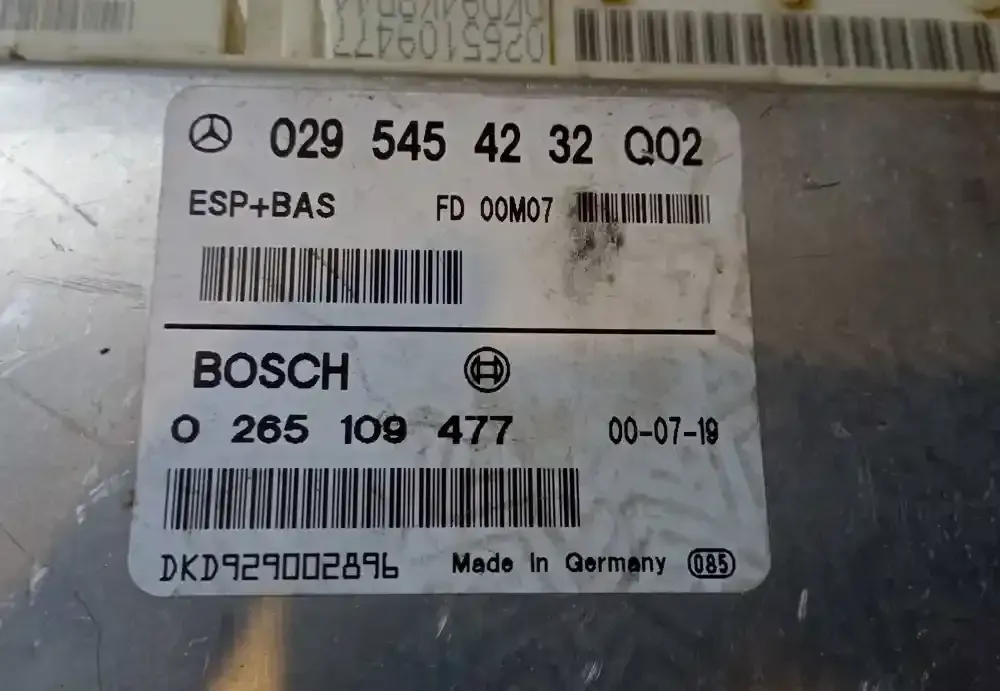 0265109477
029 545 42 32 Q02
ESP+BAS FD 00M07
BOSCH
0 265 109 477 00-07-19
DKD929002896 Made in Germany 085